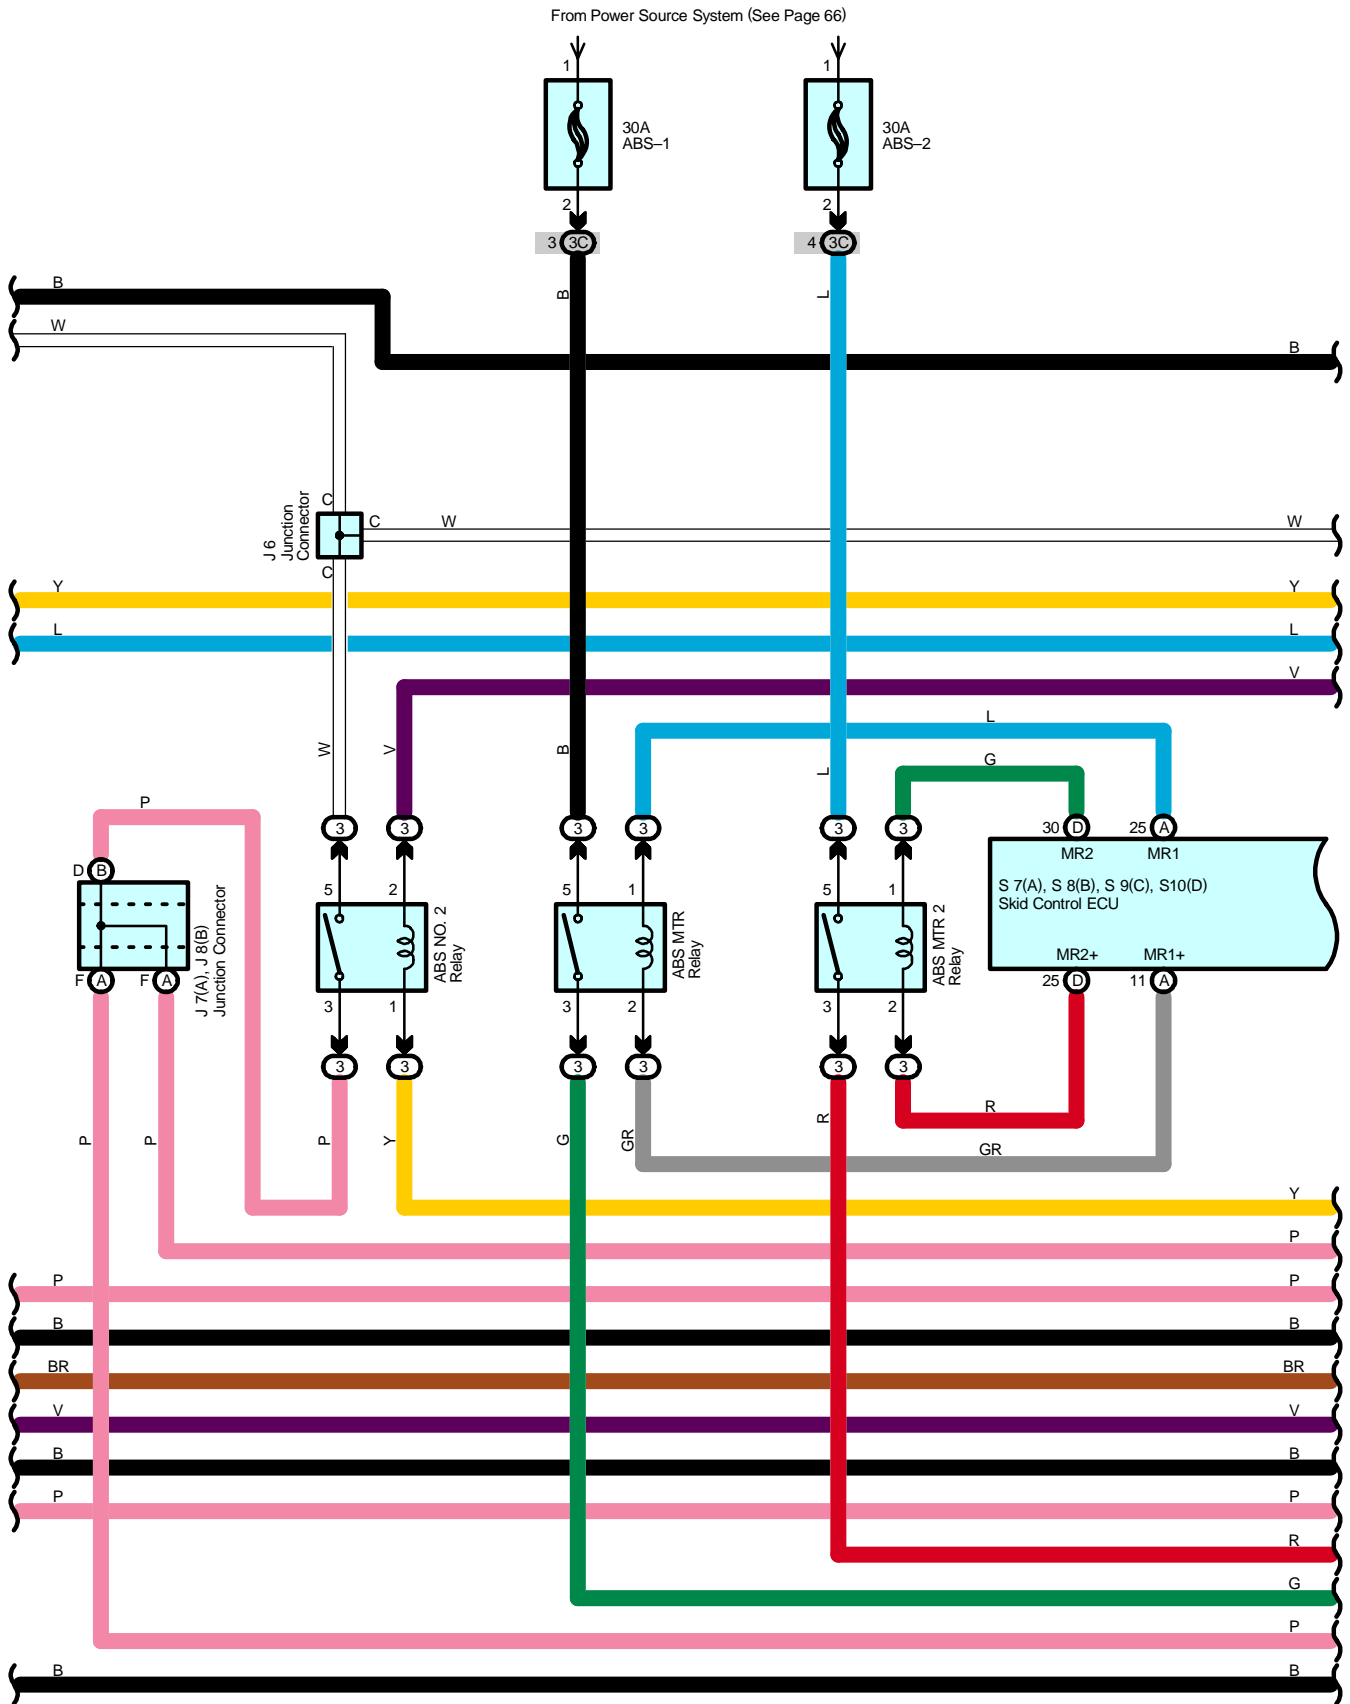 From Power Source System (See Page 66)
1
1
30A
ABS–1
30A
ABS–2
2
2
3 3C
4 3C
B
B
L
W
B
C
J 6
Junction
Connector
C
W
W
C
Y
Y
L
L
V
L
W
V
B
L
G
P
3
3
3
3
3
3
30 D
25 A
MR2
MR1
D B
5
2
5
1
5
1
S 7(A), S 8(B), S 9(C), S10(D)
Skid Control ECU
J 7(A), J 8(B)
Junction Connector
ABS NO. 2
Relay
ABS MTR
Relay
ABS MTR 2
Relay
MR2+
MR1+
F A
F A
25 D
11 A
3
1
3
2
3
2
3
3
3
3
3
3
P
P
P
Y
G
GR
R
R
GR
Y
P
P
P
B
B
BR
BR
V
V
B
B
P
P
R
G
P
B
B